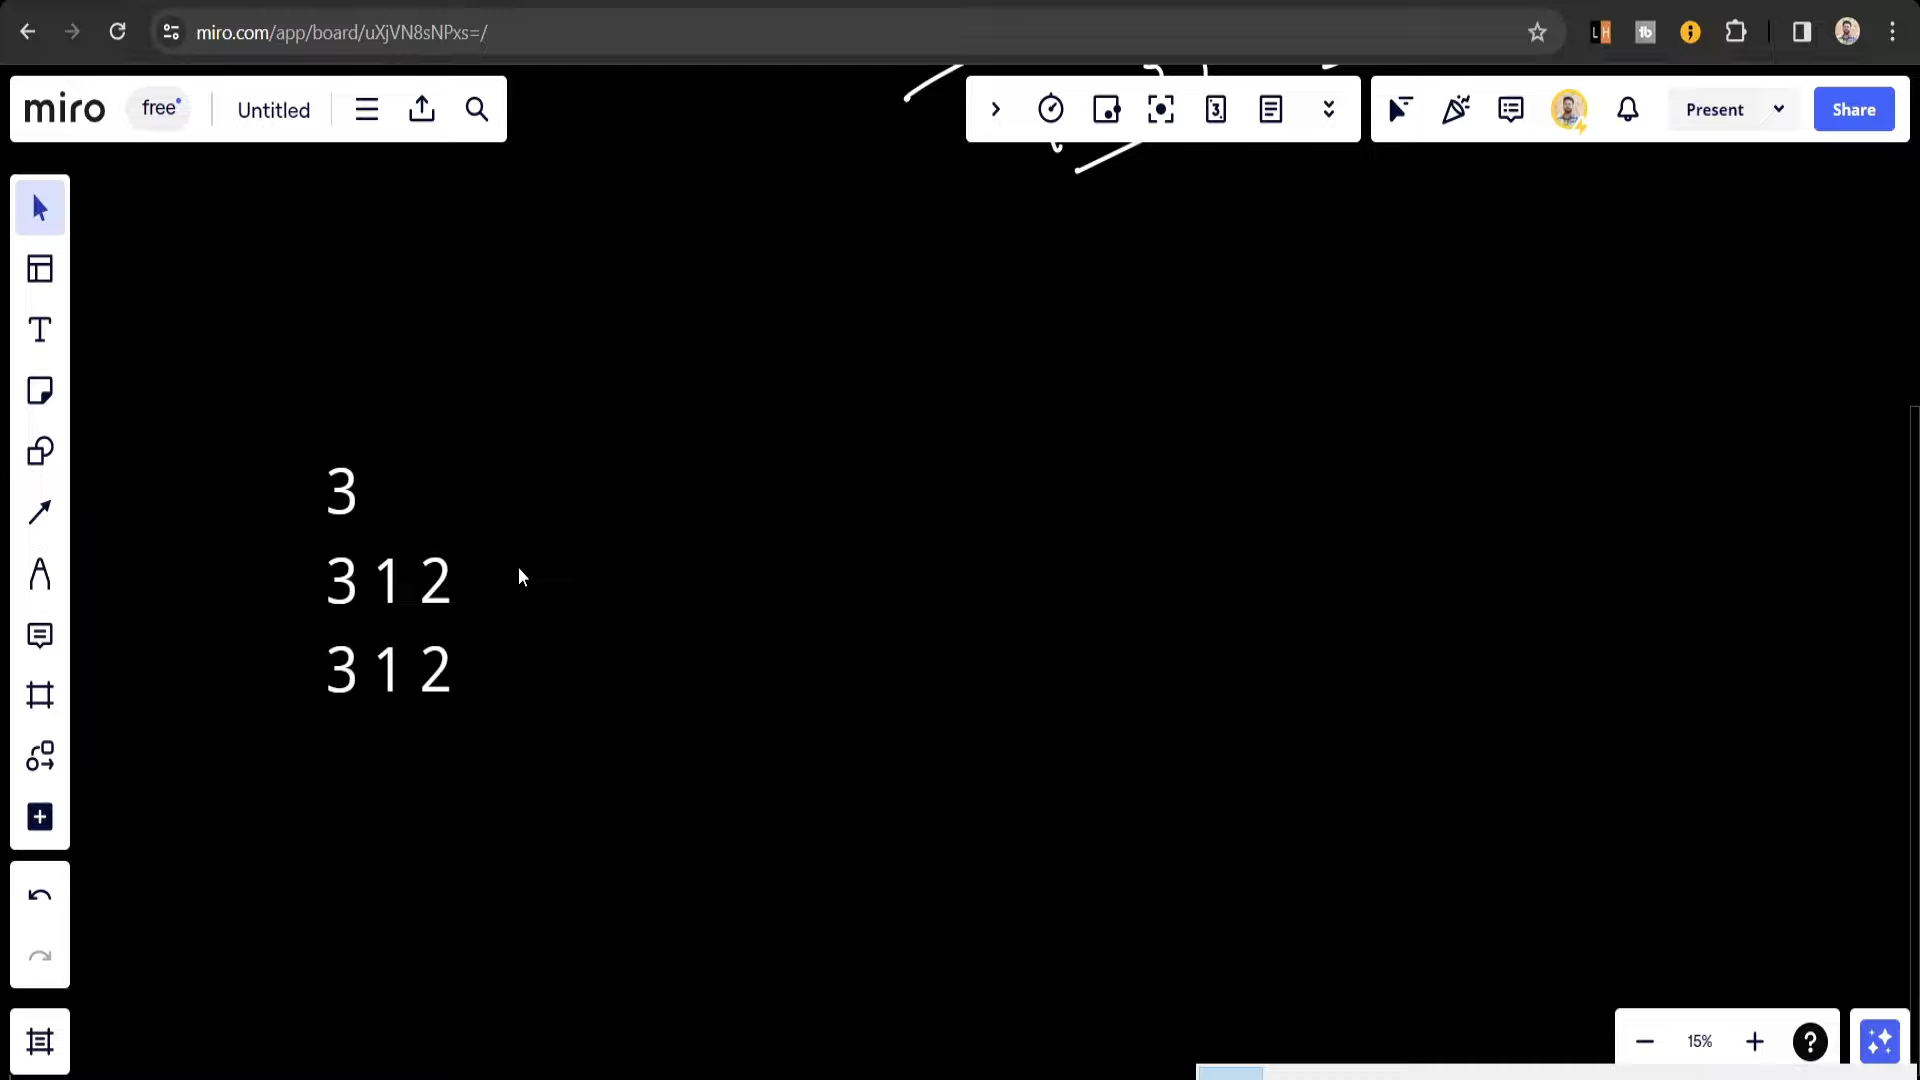 miro.com/app/board/uXjVN8sNPxs=/
miro
free
Untitled
Present
Share
3
3 1 2
3 1 2
15%